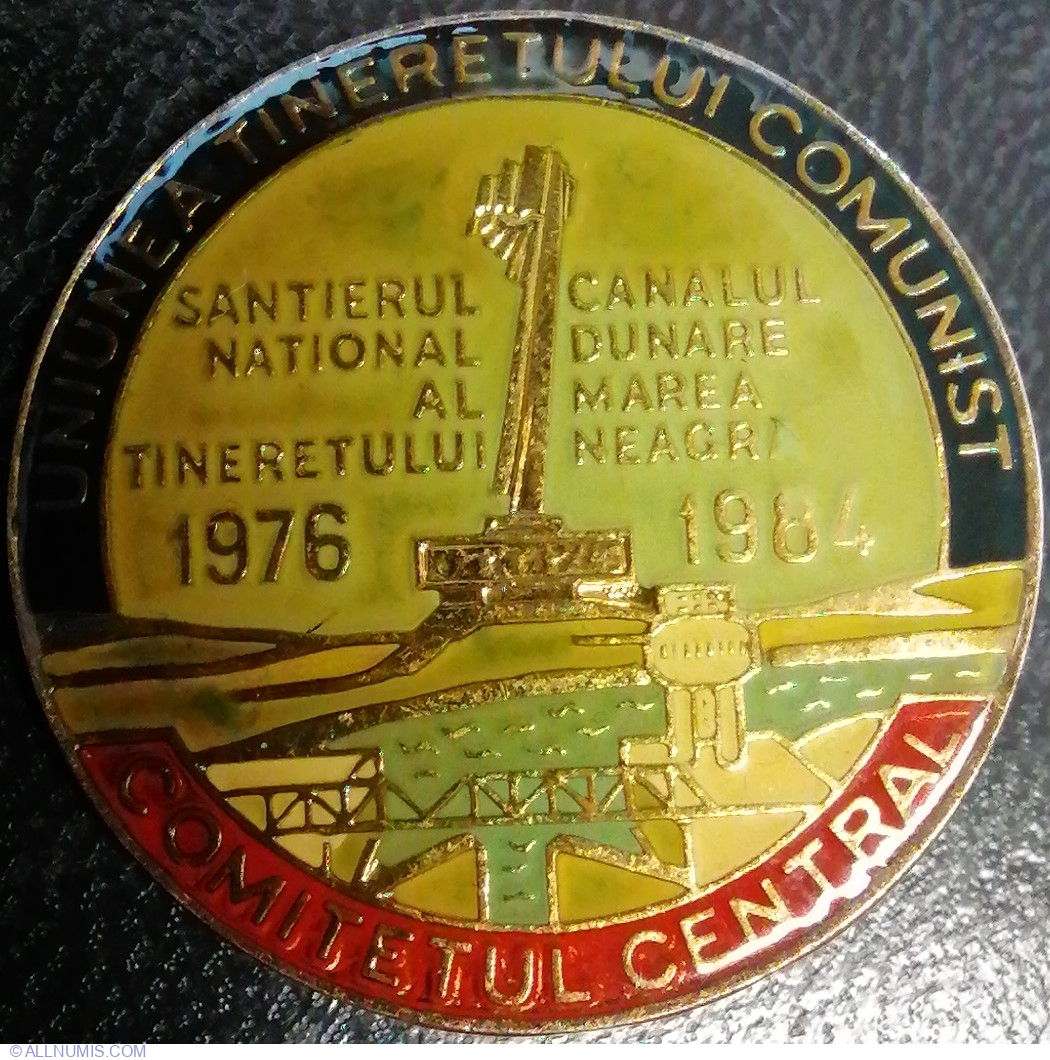 UNIUNEA TINERETULUI COMUNIST
SANTIERUL
NATIONAL
AL
TINERETULUI
1976
CANALUL
DUNARE
MAREA
NEAGRA
1984
COMITETUL CENTRAL
© ALLNUMIS.COM